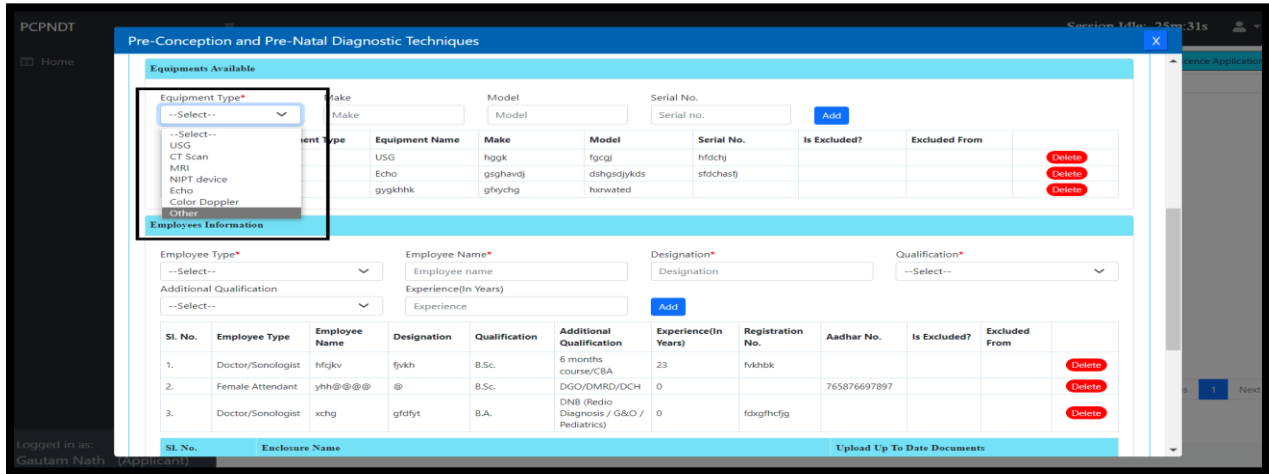 PCPNDT
Session Idle: 25m:31s
Pre-Conception and Pre-Natal Diagnostic Techniques
X
Home
Equipments Available
cence Application
Equipment Type* Make Model Serial No.
--Select-- Make Model Serial no. Add
--Select--
USG
CT Scan
MRI
NIPT device
Echo
Color Doppler
Other
ent Type Equipment Name Make Model Serial No. Is Excluded? Excluded From
USG hggk fgcgj hfdchj Delete
Echo gsghavdj dshgsdjykds sfdchasfj Delete
gygkhhk gfxychg hxrwated Delete
Employees Information
Employee Type* Employee Name* Designation* Qualification*
--Select-- Employee name Designation --Select--
Additional Qualification Experience(In Years)
--Select-- Experience Add
Sl. No. Employee Type Employee Name Designation Qualification Additional Qualification Experience(In Years) Registration No. Aadhar No. Is Excluded? Excluded From
1. Doctor/Sonologist hfcjkv fjvkh B.Sc. 6 months course/CBA 23 fvkhbk Delete
2. Female Attendant yhh@@@@ @ B.Sc. DGO/DMRD/DCH 0 765876697897 Delete
3. Doctor/Sonologist xchg gfdfyt B.A. DNB (Redio Diagnosis / G&O / Pediatrics) 0 fdxgfhcfjg Delete
s 1 Next
Sl. No. Enclosure Name Upload Up To Date Documents
Logged in as:
Gautam Nath (Applicant)